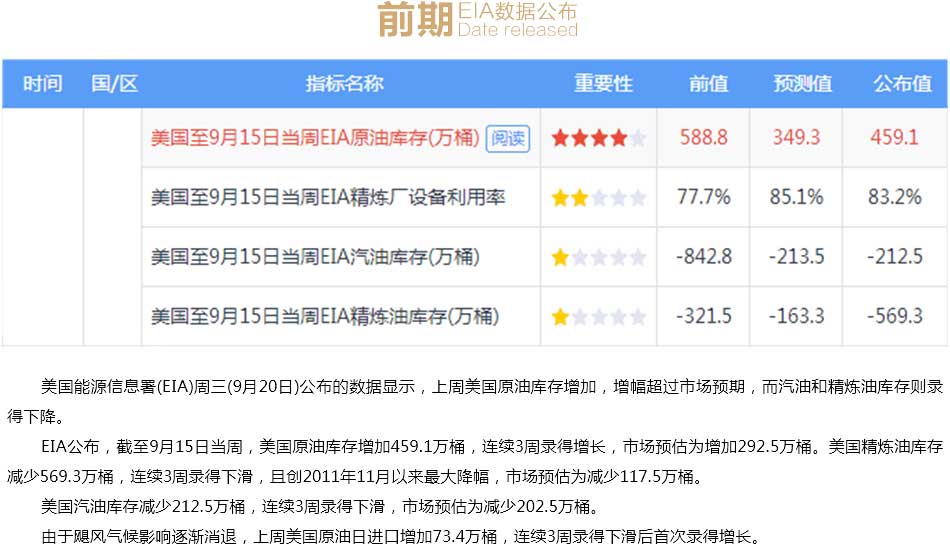 前期 EIA数据公布
Date released
时间 国/区 指标名称 重要性 前值 预测值 公布值
美国至9月15日当周EIA原油库存(万桶) 阅读 588.8 349.3 459.1
美国至9月15日当周EIA精炼厂设备利用率 77.7% 85.1% 83.2%
美国至9月15日当周EIA汽油库存(万桶) -842.8 -213.5 -212.5
美国至9月15日当周EIA精炼油库存(万桶) -321.5 -163.3 -569.3
美国能源信息署(EIA)周三(9月20日)公布的数据显示，上周美国原油库存增加，增幅超过市场预期，而汽油和精炼油库存则录
得下降。
EIA公布，截至9月15日当周，美国原油库存增加459.1万桶，连续3周录得增长，市场预估为增加292.5万桶。美国精炼油库存
减少569.3万桶，连续3周录得下滑，且创2011年11月以来最大降幅，市场预估为减少117.5万桶。
美国汽油库存减少212.5万桶，连续3周录得下滑，市场预估为减少202.5万桶。
由于飓风气候影响逐渐消退，上周美国原油日进口增加73.4万桶，连续3周录得下滑后首次录得增长。